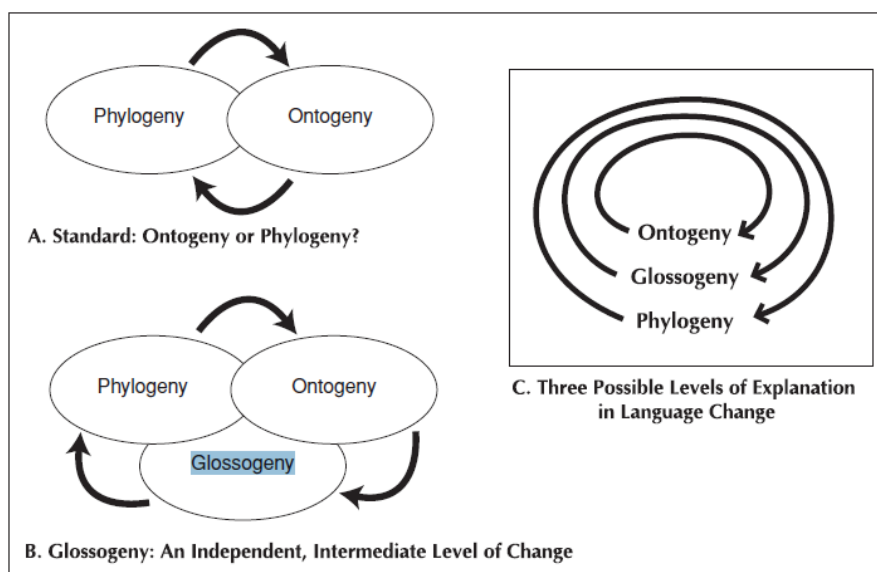 Phylogeny
Ontogeny
A. Standard: Ontogeny or Phylogeny?
Phylogeny
Ontogeny
Glossogeny
B. Glossogeny: An Independent, Intermediate Level of Change
Ontogeny
Glossogeny
Phylogeny
C. Three Possible Levels of Explanation
in Language Change